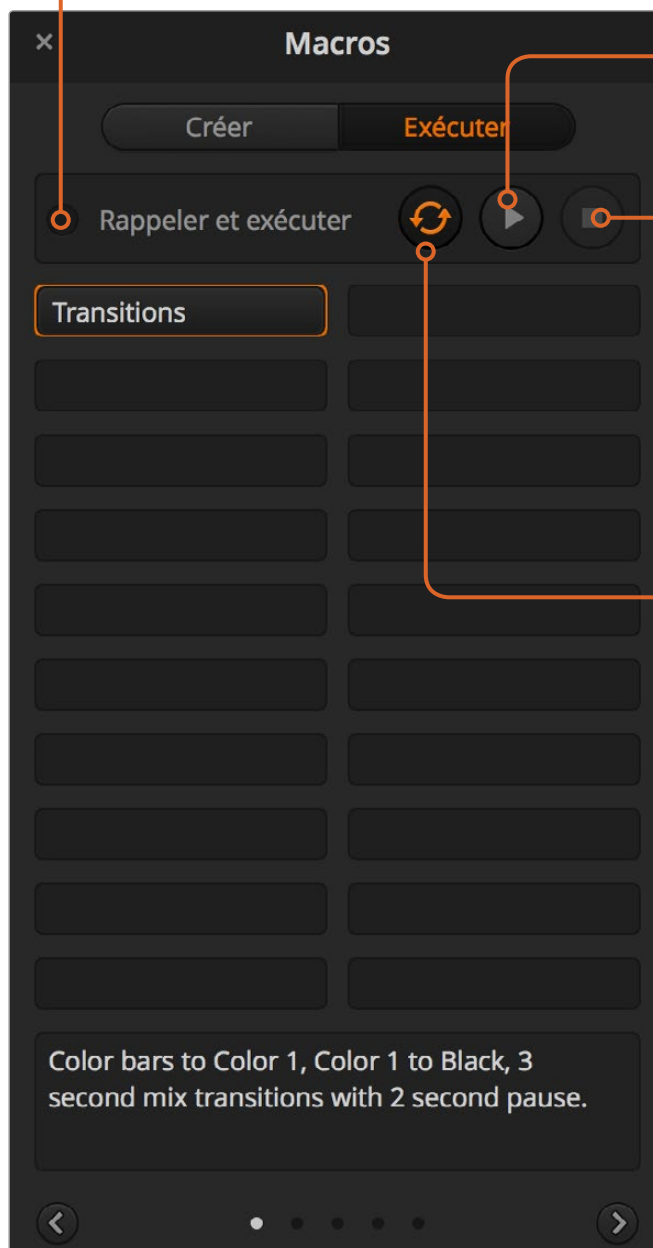 Macros
Créer
Exécuter
Rappeler et exécuter
Transitions
Color bars to Color 1, Color 1 to Black, 3
second mix transitions with 2 second pause.